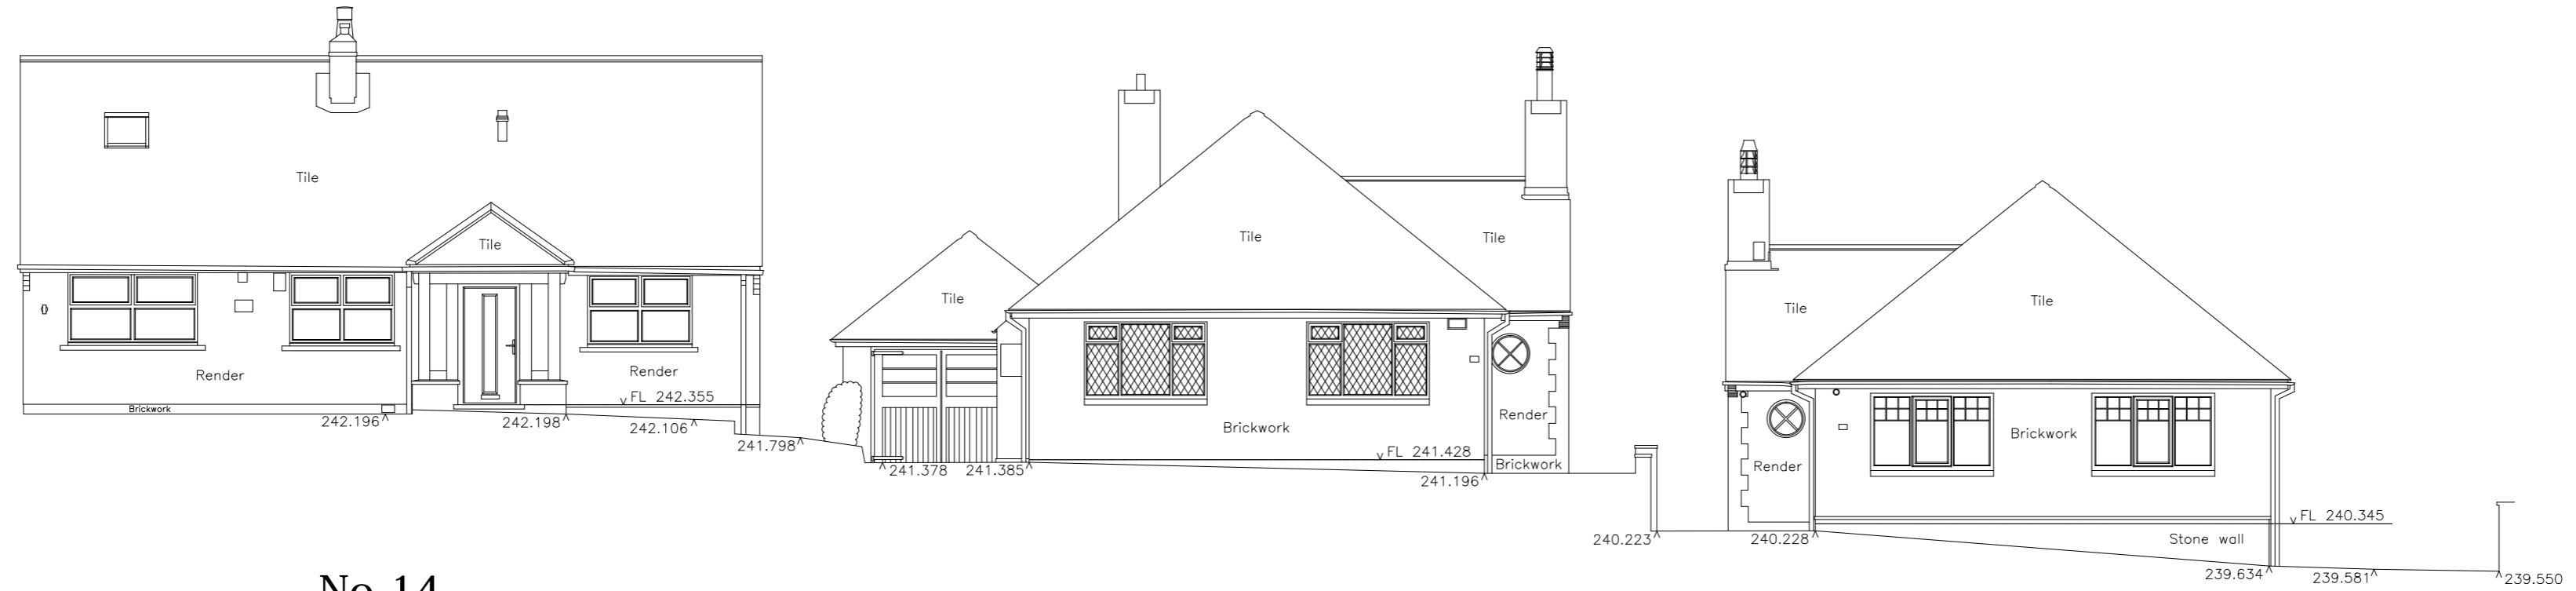 Tile
Tile
Render
Render
FL 242.355
Brickwork
242.196
242.198
242.106
241.798
Tile
Tile
Tile
Brickwork
Render
FL 241.428
Brickwork
241.378
241.385
241.196
Tile
Tile
Brickwork
Render
FL 240.345
Stone wall
240.223
240.228
239.634
239.581
239.550
No 14